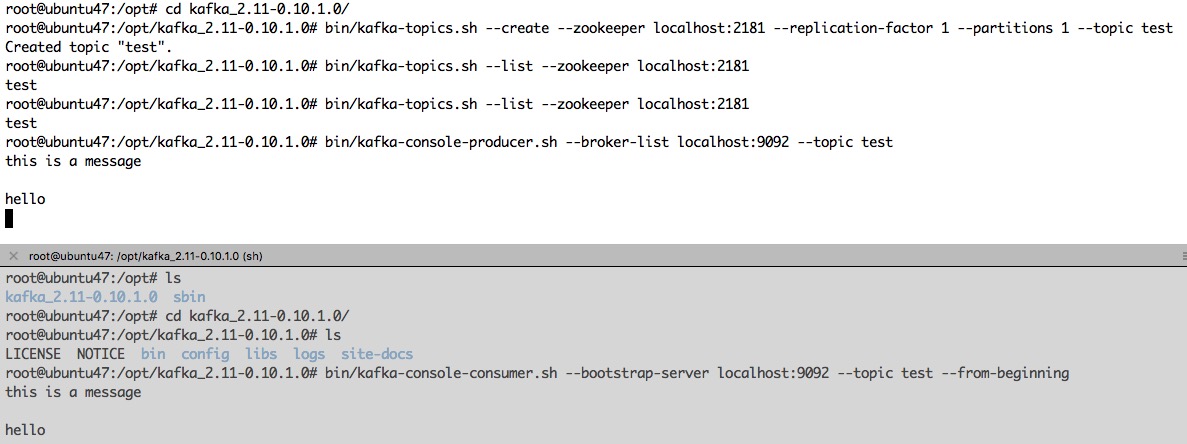 root@ubuntu47:/opt# cd kafka_2.11-0.10.1.0/
root@ubuntu47:/opt/kafka_2.11-0.10.1.0# bin/kafka-topics.sh --create --zookeeper localhost:2181 --replication-factor 1 --partitions 1 --topic test
Created topic "test".
root@ubuntu47:/opt/kafka_2.11-0.10.1.0# bin/kafka-topics.sh --list --zookeeper localhost:2181
test
root@ubuntu47:/opt/kafka_2.11-0.10.1.0# bin/kafka-topics.sh --list --zookeeper localhost:2181
test
root@ubuntu47:/opt/kafka_2.11-0.10.1.0# bin/kafka-console-producer.sh --broker-list localhost:9092 --topic test
this is a message

hello
root@ubuntu47: /opt/kafka_2.11-0.10.1.0 (sh)
root@ubuntu47:/opt# ls
kafka_2.11-0.10.1.0  sbin
root@ubuntu47:/opt# cd kafka_2.11-0.10.1.0/
root@ubuntu47:/opt/kafka_2.11-0.10.1.0# ls
LICENSE  NOTICE  bin  config  libs  logs  site-docs
root@ubuntu47:/opt/kafka_2.11-0.10.1.0# bin/kafka-console-consumer.sh --bootstrap-server localhost:9092 --topic test --from-beginning
this is a message

hello